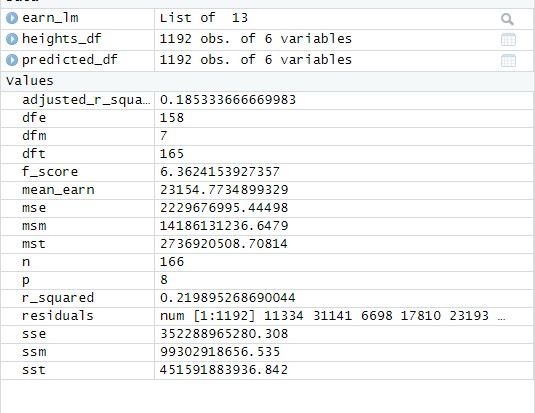 earn_lm List of 13
heights_df 1192 obs. of 6 variables
predicted_df 1192 obs. of 6 variables
Values
adjusted_r_squa… 0.185333666669983
dfe 158
dfm 7
dft 165
f_score 6.3624153927357
mean_earn 23154.7734899329
mse 2229676995.44498
msm 14186131236.6479
mst 2736920508.70814
n 166
p 8
r_squared 0.219895268690044
residuals num [1:1192] 11334 31141 6698 17810 23193 …
sse 352288965280.308
ssm 99302918656.535
sst 451591883936.842